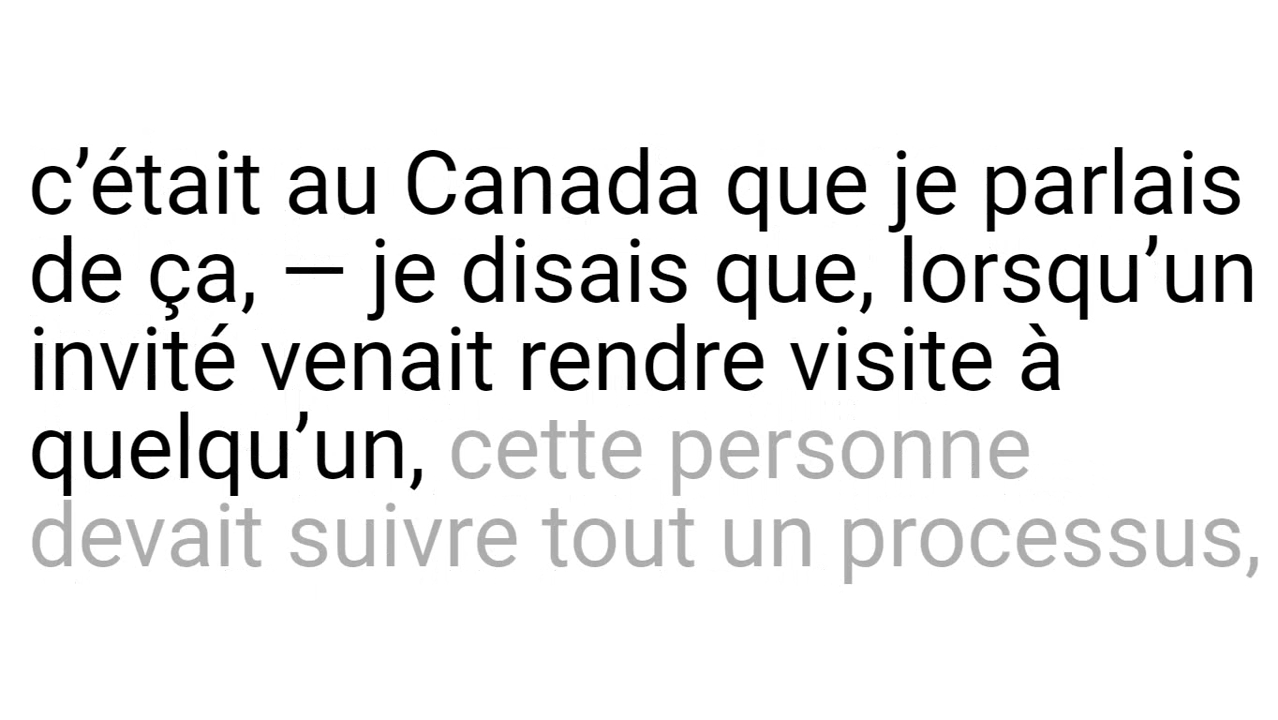 c’était au Canada que je parlais
de ça, — je disais que, lorsqu’un
invité venait rendre visite à
quelqu’un, cette personne
devait suivre tout un processus,